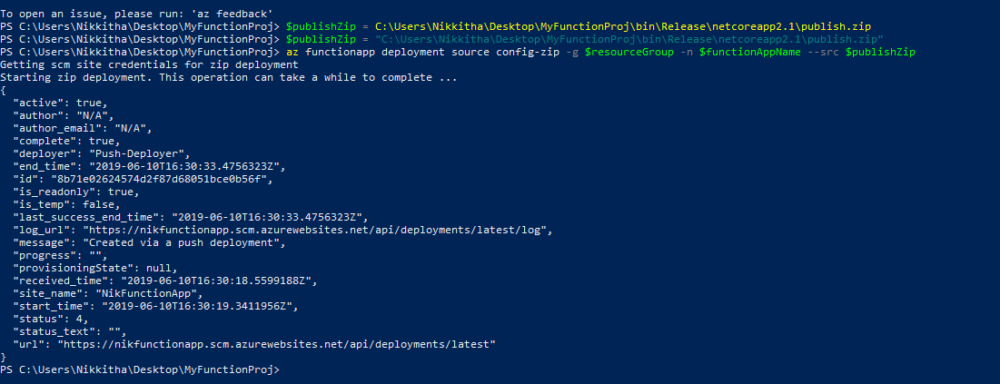 To open an issue, please run: 'az feedback'
PS C:\Users\Nikkitha\Desktop\MyFunctionProj> $publishZip = C:\Users\Nikkitha\Desktop\MyFunctionProj\bin\Release\netcoreapp2.1\publish.zip
PS C:\Users\Nikkitha\Desktop\MyFunctionProj> $publishZip = "C:\Users\Nikkitha\Desktop\MyFunctionProj\bin\Release\netcoreapp2.1\publish.zip"
PS C:\Users\Nikkitha\Desktop\MyFunctionProj> az functionapp deployment source config-zip -g $resourceGroup -n $functionAppName --src $publishZip
Getting scm site credentials for zip deployment
Starting zip deployment. This operation can take a while to complete ...
{
  "active": true,
  "author": "N/A",
  "author_email": "N/A",
  "complete": true,
  "deployer": "Push-Deployer",
  "end_time": "2019-06-10T16:30:33.4756323Z",
  "id": "8b71e02624574d2f87d68051bce0b56f",
  "is_readonly": true,
  "is_temp": false,
  "last_success_end_time": "2019-06-10T16:30:33.4756323Z",
  "log_url": "https://nikfunctionapp.scm.azurewebsites.net/api/deployments/latest/log",
  "message": "Created via a push deployment",
  "progress": "",
  "provisioningState": null,
  "received_time": "2019-06-10T16:30:18.5599188Z",
  "site_name": "NikFunctionApp",
  "start_time": "2019-06-10T16:30:19.3411956Z",
  "status": 4,
  "status_text": "",
  "url": "https://nikfunctionapp.scm.azurewebsites.net/api/deployments/latest"
}
PS C:\Users\Nikkitha\Desktop\MyFunctionProj>